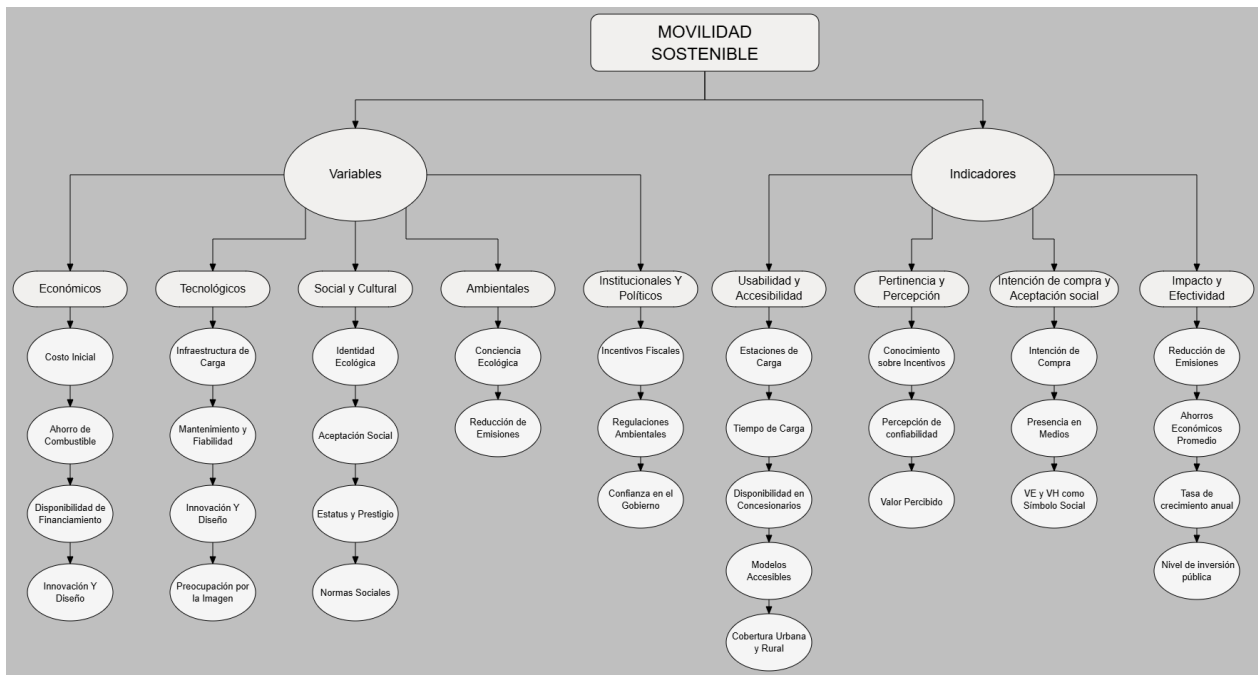 MOVILIDAD
SOSTENIBLE
Variables
Indicadores
Económicos
Tecnológicos
Social y Cultural
Ambientales
Institucionales Y
Políticos
Usabilidad y
Accesibilidad
Pertinencia y
Percepción
Intención de compra y
Aceptación social
Impacto y
Efectividad
Costo Inicial
Ahorro de
Combustible
Disponibilidad de
Financiamiento
Innovación Y
Diseño
Infraestructura de
Carga
Mantenimiento y
Fiabilidad
Innovación Y
Diseño
Preocupación por
la Imagen
Identidad
Ecológica
Aceptación Social
Estatus y Prestigio
Normas Sociales
Conciencia
Ecológica
Reducción de
Emisiones
Incentivos Fiscales
Regulaciones
Ambientales
Confianza en el
Gobierno
Estaciones de
Carga
Tiempo de Carga
Disponibilidad en
Concesionarios
Modelos
Accesibles
Cobertura Urbana
y Rural
Conocimiento
sobre Incentivos
Percepción de
confiabilidad
Valor Percibido
Intención de
Compra
Presencia en
Medios
VE y VH como
Símbolo Social
Reducción de
Emisiones
Ahorros
Económicos
Promedio
Tasa de
crecimiento anual
Nivel de inversión
pública